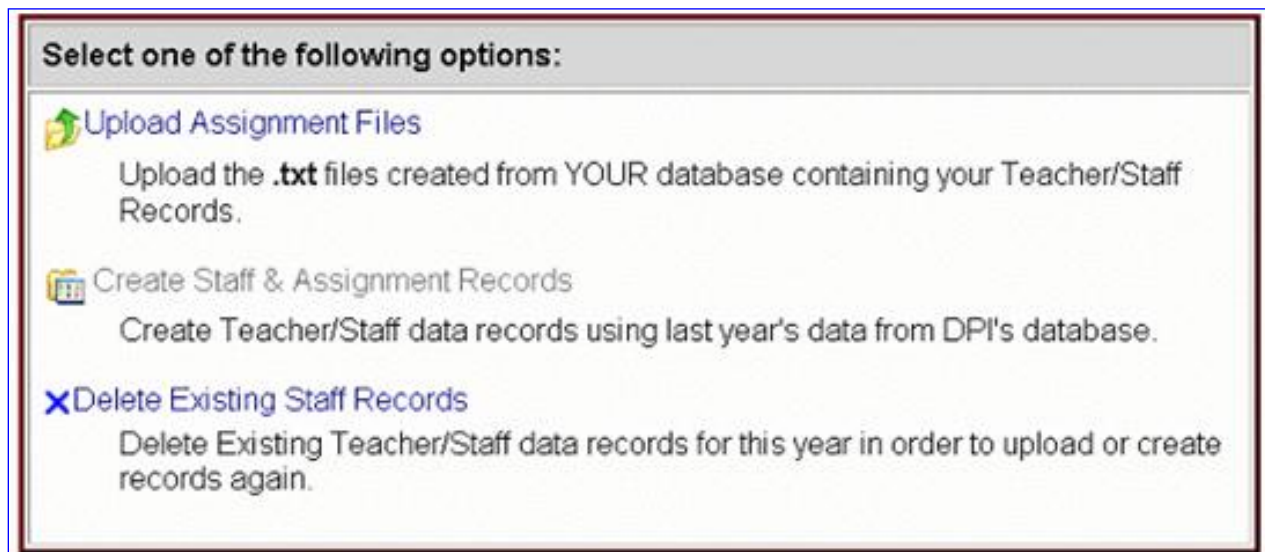 Select one of the following options:
Upload Assignment Files
Upload the .txt files created from YOUR database containing your Teacher/Staff
Records.
Create Staff & Assignment Records
Create Teacher/Staff data records using last year's data from DPI's database.
Delete Existing Staff Records
Delete Existing Teacher/Staff data records for this year in order to upload or create
records again.